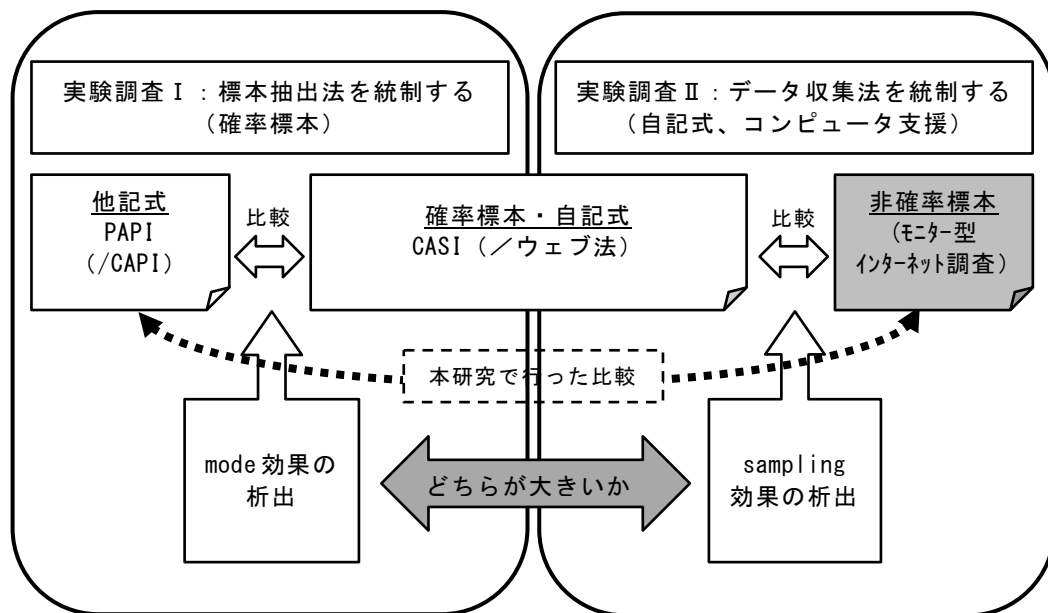 実験調査Ⅰ：標本抽出法を統制する
（確率標本）
実験調査Ⅱ：データ収集法を統制する
（自記式、コンピュータ支援）
他記式
PAPI
（/CAPI）
比較
確率標本・自記式
CASI（／ウェブ法）
比較
非確率標本
（ﾓﾆﾀｰ型
ｲﾝﾀｰﾈｯﾄ調査）
本研究で行った比較
mode効果の
析出
どちらが大きいか
sampling
効果の析出